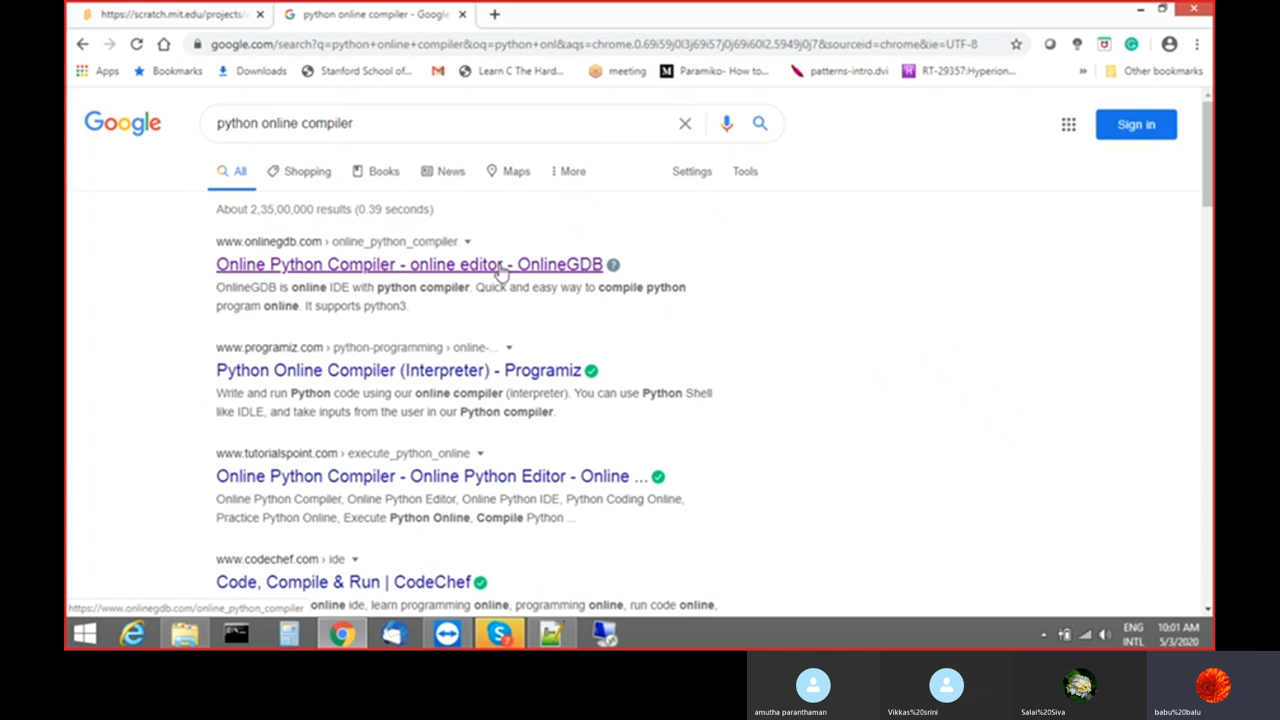 https://scratch.mit.edu/projects/
python online compiler - Google
google.com/search?q=python+online+compiler&oq=python+onl&aqs=chrome.0.69i59j0l3j69i57j0j69i60l2.5949j0j7&sourceid=chrome&ie=UTF-8
Apps Bookmarks Downloads Stanford School of... Learn C The Hard... meeting Paramiko- How to... patterns-intro.dvi RT-29357:Hyperion... » Other bookmarks
Google
python online compiler
Sign in
All Shopping Books News Maps More Settings Tools
About 2,35,00,000 results (0.39 seconds)
www.onlinegdb.com › online_python_compiler
Online Python Compiler - online editor - OnlineGDB
OnlineGDB is online IDE with python compiler. Quick and easy way to compile python
program online. It supports python3.
www.programiz.com › python-programming › online-...
Python Online Compiler (Interpreter) - Programiz
Write and run Python code using our online compiler (interpreter). You can use Python Shell
like IDLE, and take inputs from the user in our Python compiler.
www.tutorialspoint.com › execute_python_online
Online Python Compiler - Online Python Editor - Online ...
Online Python Compiler, Online Python Editor, Online Python IDE, Python Coding Online,
Practice Python Online, Execute Python Online, Compile Python ...
www.codechef.com › ide
Code, Compile & Run | CodeChef
https://www.onlinegdb.com/online_python_compiler
online ide, learn programming online, programming online, run code online,
ENG
INTL
10:01 AM
5/3/2020
amutha paranthaman
Vikkas%20srini
Salai%20Siva
babu%20balu